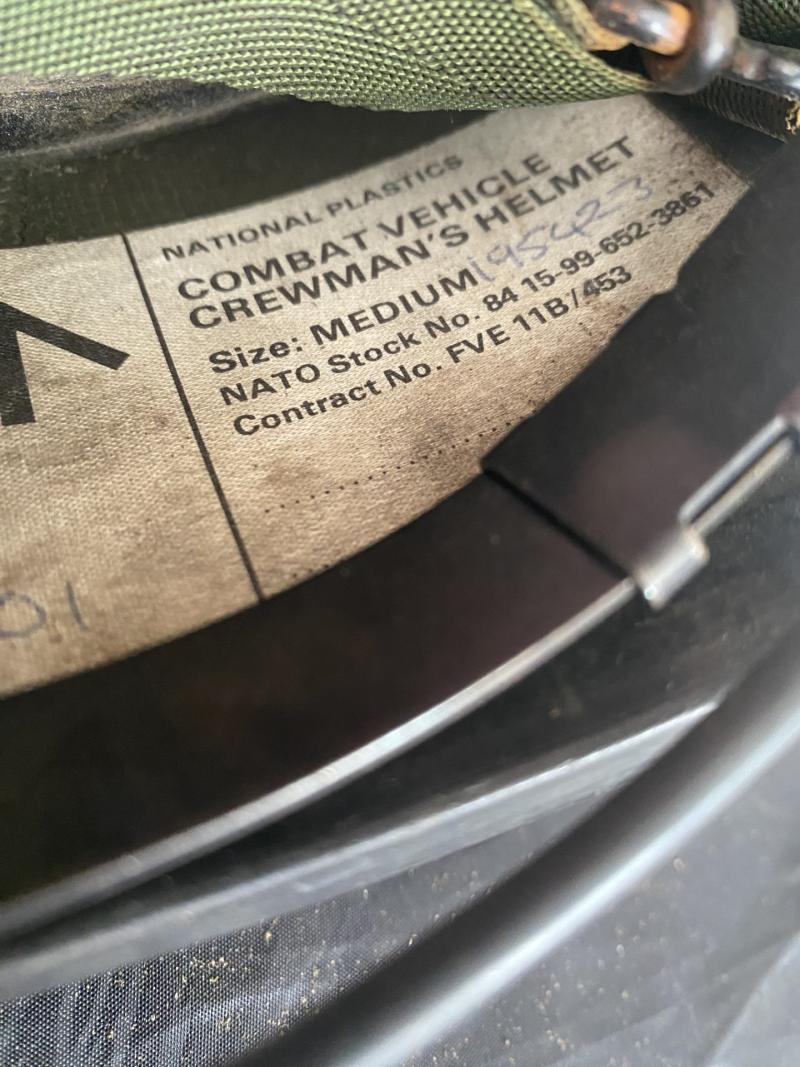 NATIONAL PLASTICS
COMBAT VEHICLE
CREWMAN'S HELMET
Size: MEDIUM 195423
NATO Stock No. 84 15-99-652-3861
Contract No. FVE 11B/453
01